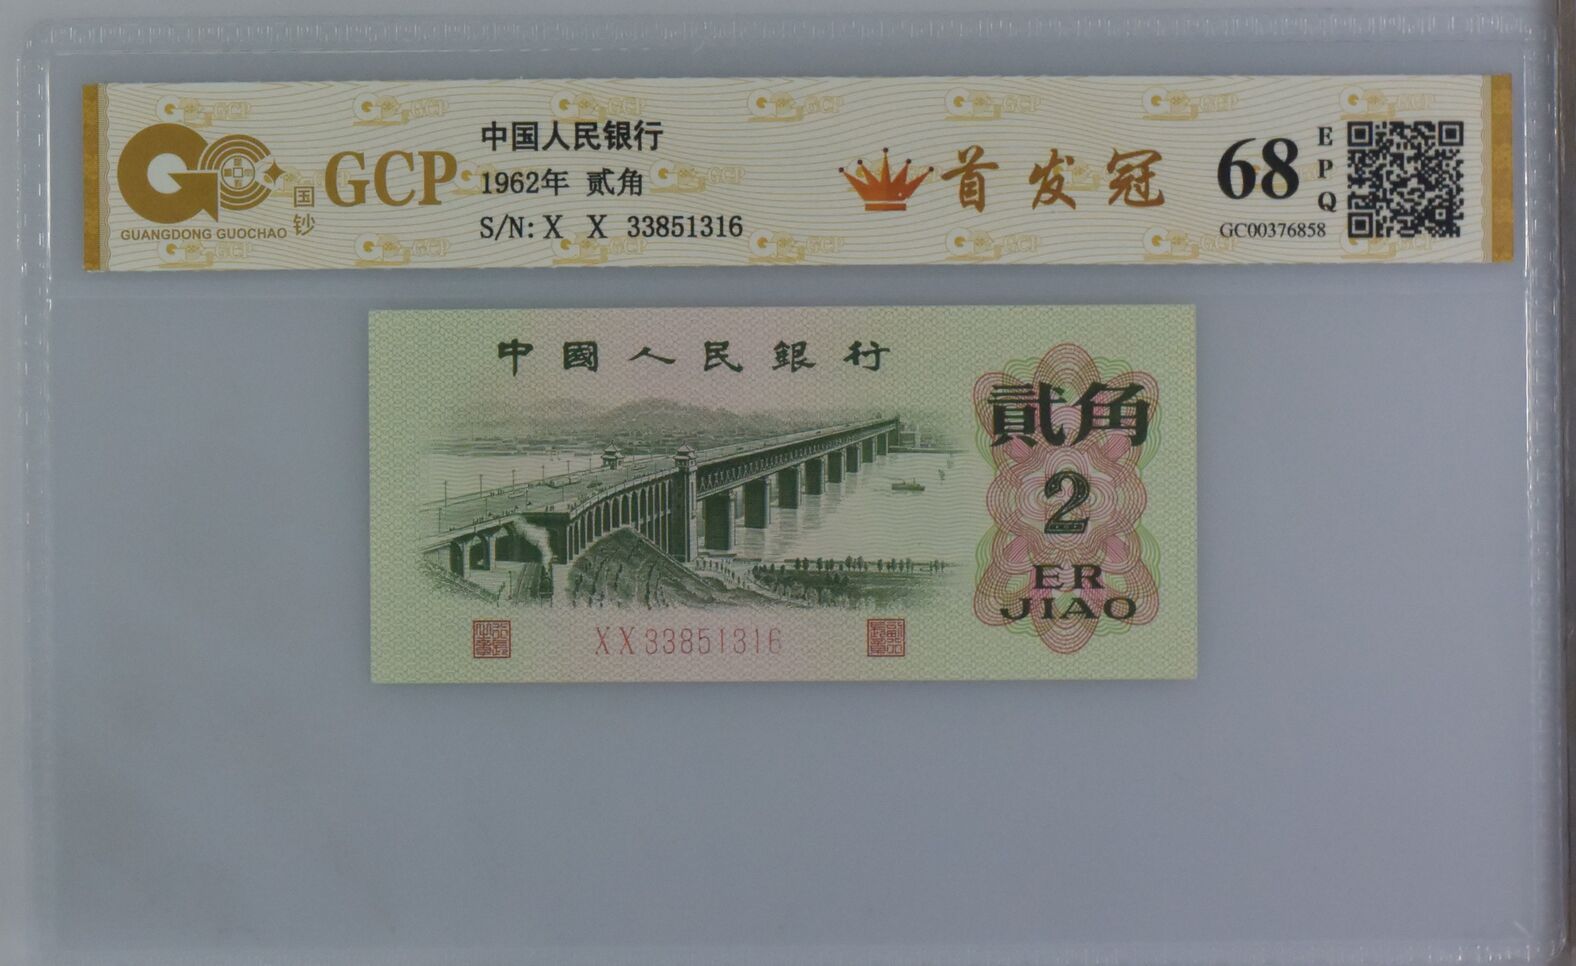 GUANGDONG GUOCHAO
国钞
GCP
中国人民银行
1962年 贰角
S/N: X X 33851316
首发冠
68
EPQ
GC00376858
中國人民銀行
貳角
2
ER
JIAO
XX33851316